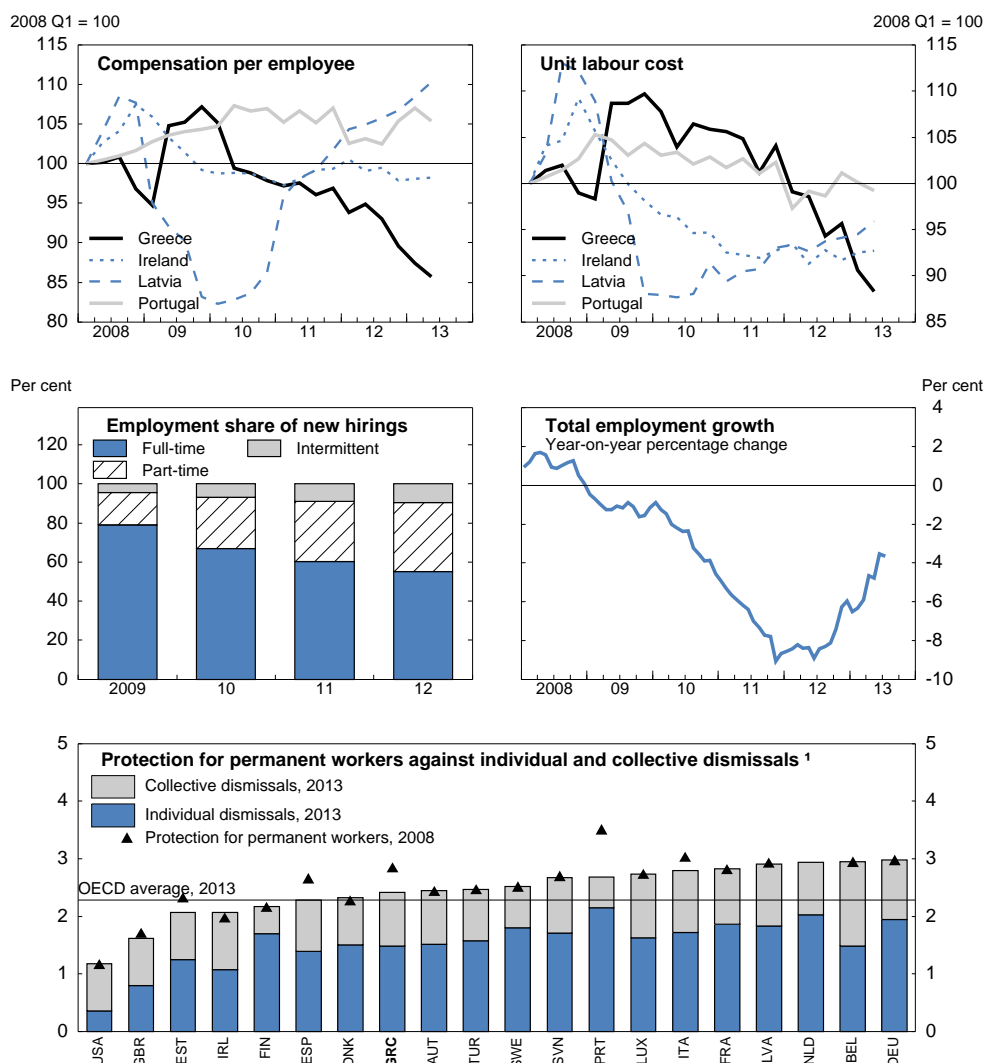 2008 Q1 = 100
2008 Q1 = 100
Compensation per employee
115
110
105
100
95
90
85
80
Greece
Ireland
Latvia
Portugal
2008 09 10 11 12 13
Unit labour cost
115
110
105
100
95
90
85
Greece
Ireland
Latvia
Portugal
2008 09 10 11 12 13
Per cent
Per cent
Employment share of new hirings
Full-time Intermittent
Part-time
120
100
80
60
40
20
0
2009 10 11 12
Total employment growth
Year-on-year percentage change
4
2
0
-2
-4
-6
-8
-10
2008 09 10 11 12 13
Protection for permanent workers against individual and collective dismissals ¹
Collective dismissals, 2013
Individual dismissals, 2013
Protection for permanent workers, 2008
OECD average, 2013
5 5
4 4
3 3
2 2
1 1
0 0
USA GBR EST IRL FIN ESP DNK GRC AUT TUR SWE SVN PRT LUX ITA FRA LVA NLD BEL DEU